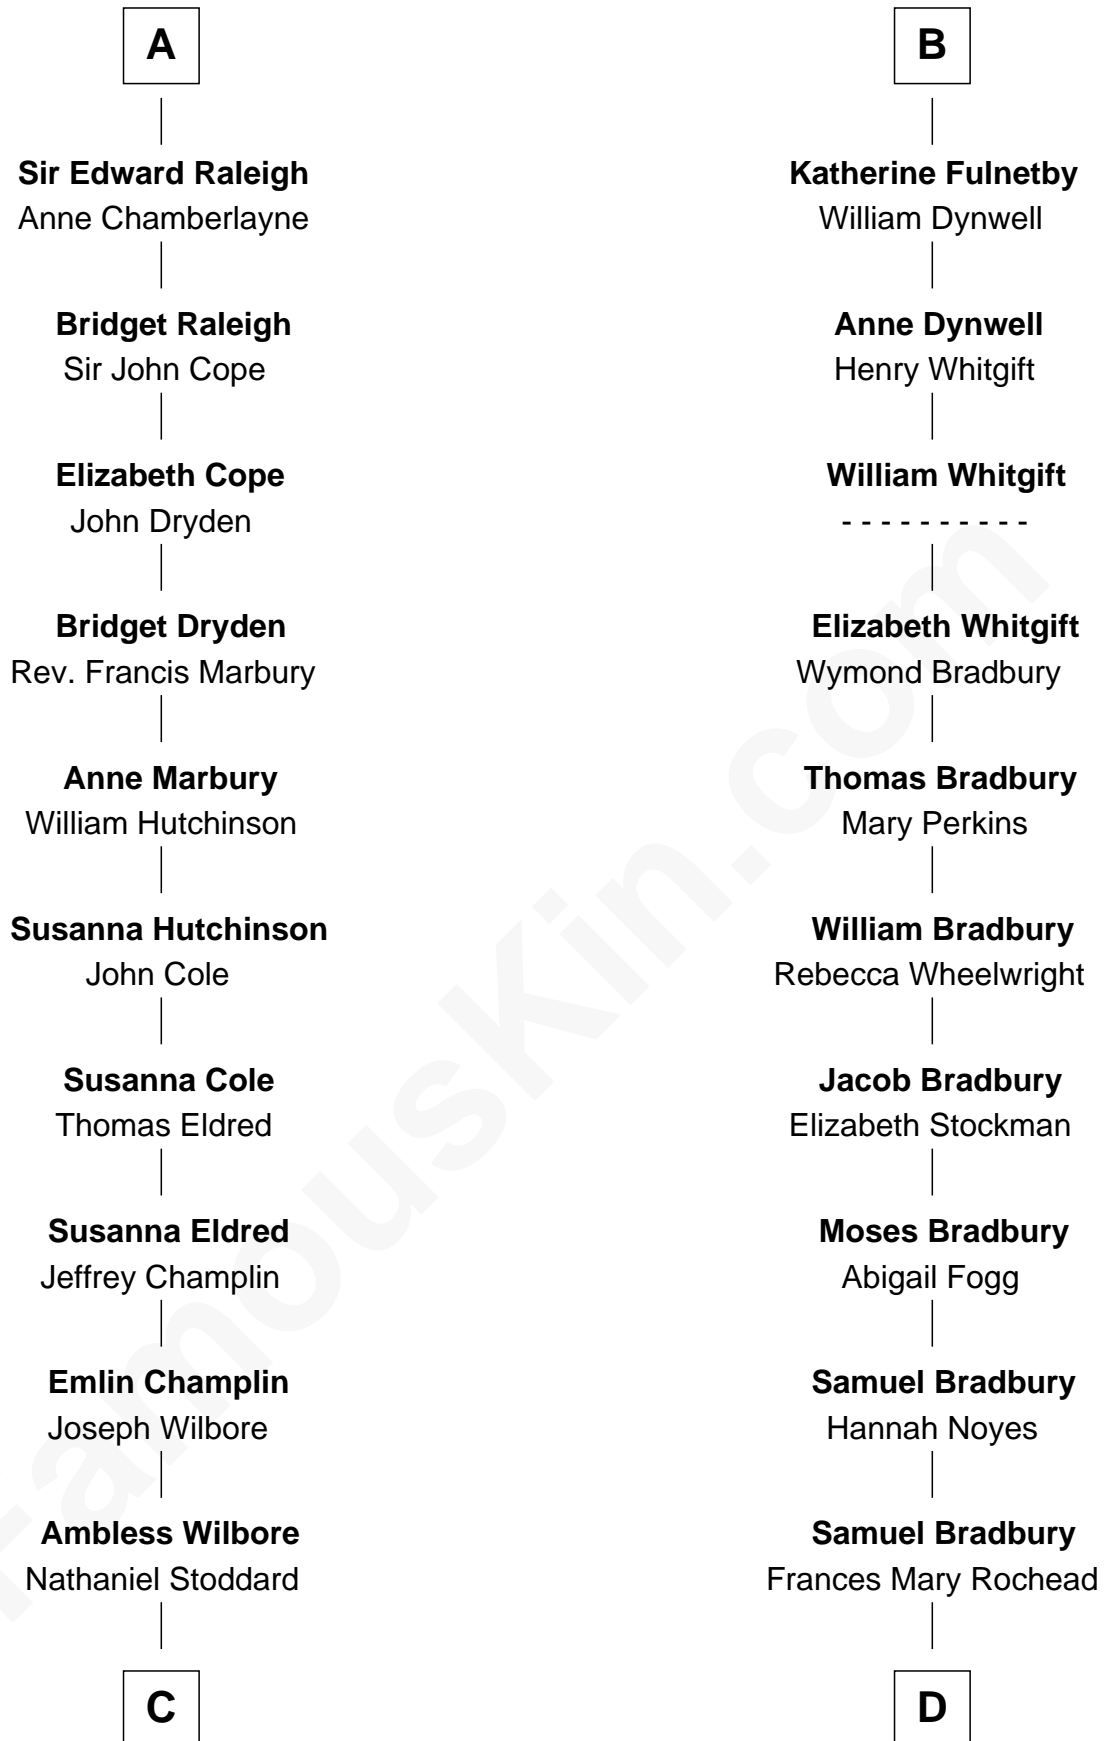 A
Sir Edward Raleigh
Anne Chamberlayne
Bridget Raleigh
Sir John Cope
Elizabeth Cope
John Dryden
Bridget Dryden
Rev. Francis Marbury
Anne Marbury
William Hutchinson
Susanna Hutchinson
John Cole
Susanna Cole
Thomas Eldred
Susanna Eldred
Jeffrey Champlin
Emlin Champlin
Joseph Wilbore
Ambless Wilbore
Nathaniel Stoddard
C
B
Katherine Fulnetby
William Dynwell
Anne Dynwell
Henry Whitgift
William Whitgift
- - - - - - - - - -
Elizabeth Whitgift
Wymond Bradbury
Thomas Bradbury
Mary Perkins
William Bradbury
Rebecca Wheelwright
Jacob Bradbury
Elizabeth Stockman
Moses Bradbury
Abigail Fogg
Samuel Bradbury
Hannah Noyes
Samuel Bradbury
Frances Mary Rochead
D
FamousKin.com